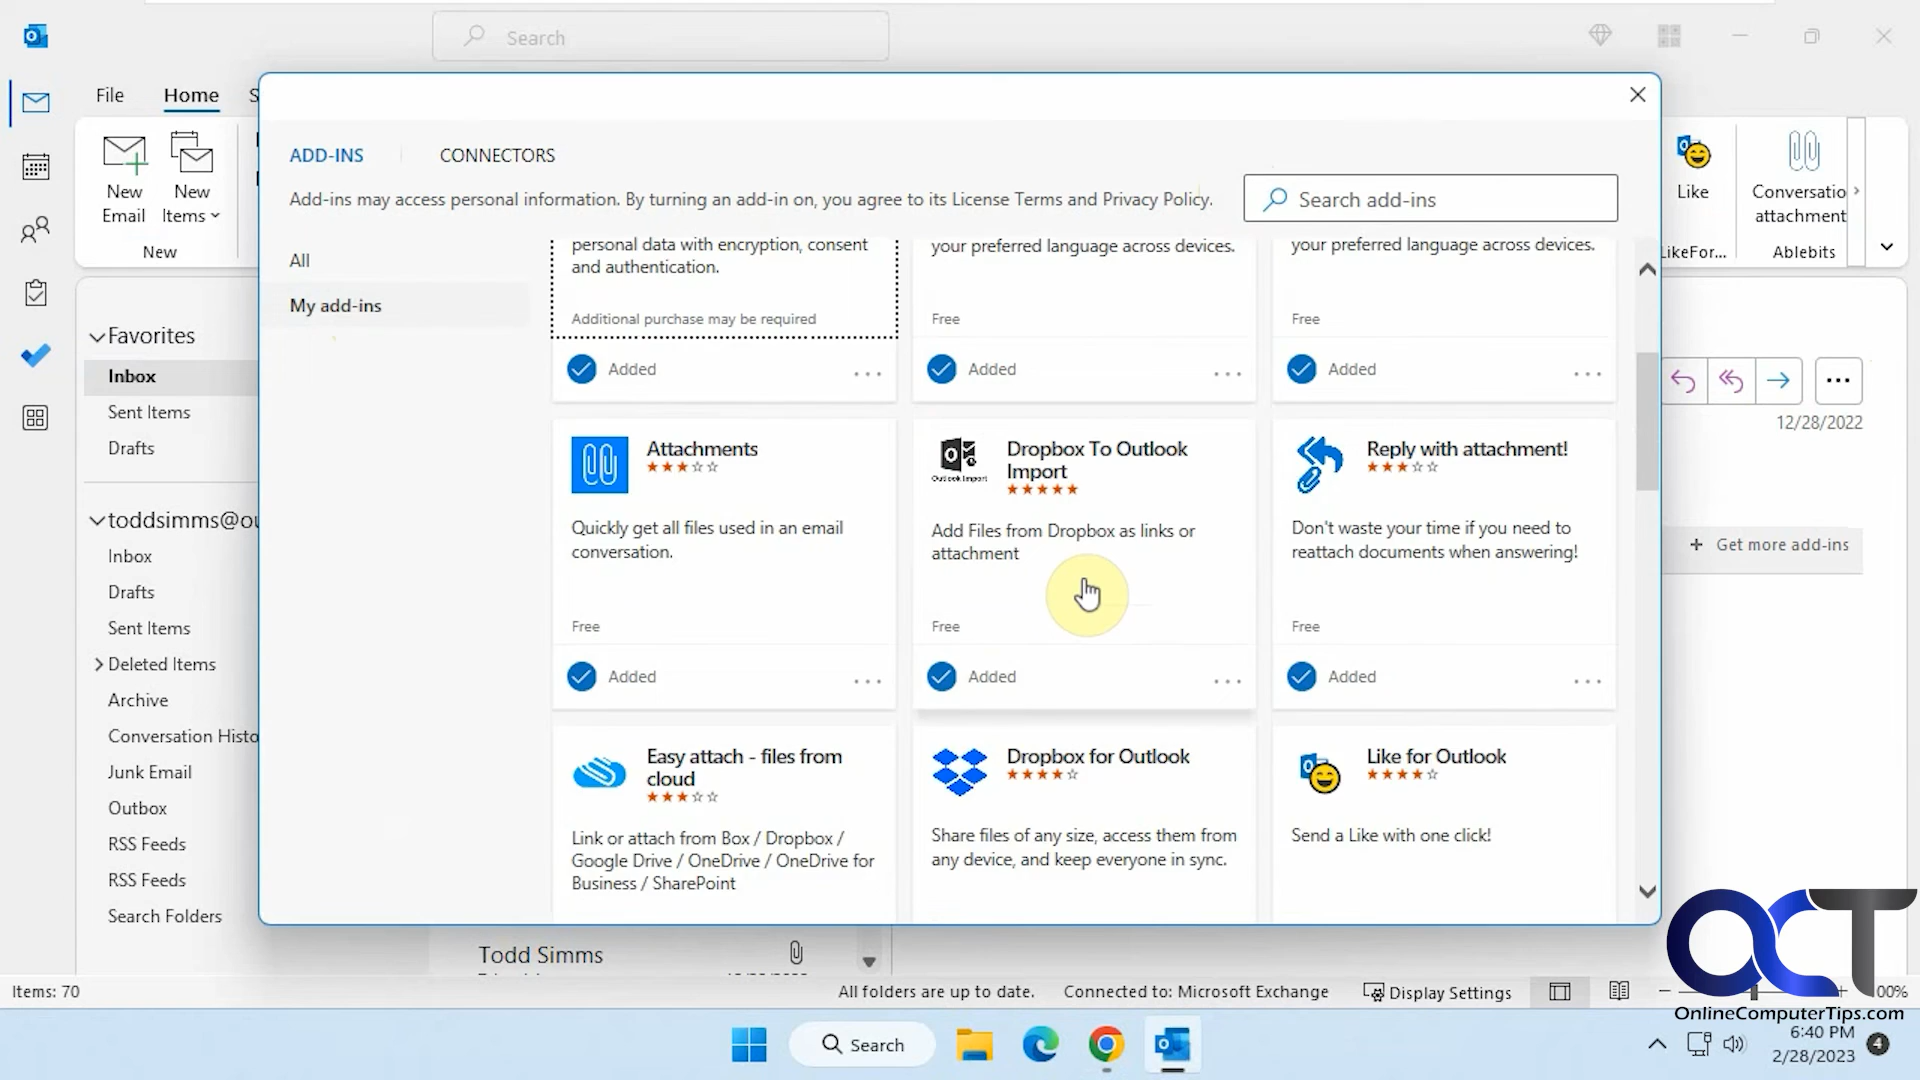 Search
File
Home
S
New
Email
New
Items
New
Like
LikeFor...
Conversatio
attachment
Ablebits
ADD-INS
CONNECTORS
Add-ins may access personal information. By turning an add-in on, you agree to its License Terms and Privacy Policy.
Search add-ins
All
My add-ins
personal data with encryption, consent
and authentication.
Additional purchase may be required
Added
your preferred language across devices.
Free
Added
your preferred language across devices.
Free
Added
Attachments
Quickly get all files used in an email
conversation.
Free
Added
Dropbox To Outlook
Import
Outlook Import
Add Files from Dropbox as links or
attachment
Free
Added
Reply with attachment!
Don't waste your time if you need to
reattach documents when answering!
Free
Added
Easy attach - files from
cloud
Link or attach from Box / Dropbox /
Google Drive / OneDrive / OneDrive for
Business / SharePoint
Dropbox for Outlook
Share files of any size, access them from
any device, and keep everyone in sync.
Like for Outlook
Send a Like with one click!
Favorites
Inbox
Sent Items
Drafts
toddsimms@ou
Inbox
Drafts
Sent Items
Deleted Items
Archive
Conversation Histo
Junk Email
Outbox
RSS Feeds
RSS Feeds
Search Folders
12/28/2022
+ Get more add-ins
Todd Simms
Items: 70
All folders are up to date.
Connected to: Microsoft Exchange
Display Settings
00%
OCT
OnlineComputerTips.com
Search
6:40 PM
2/28/2023
4